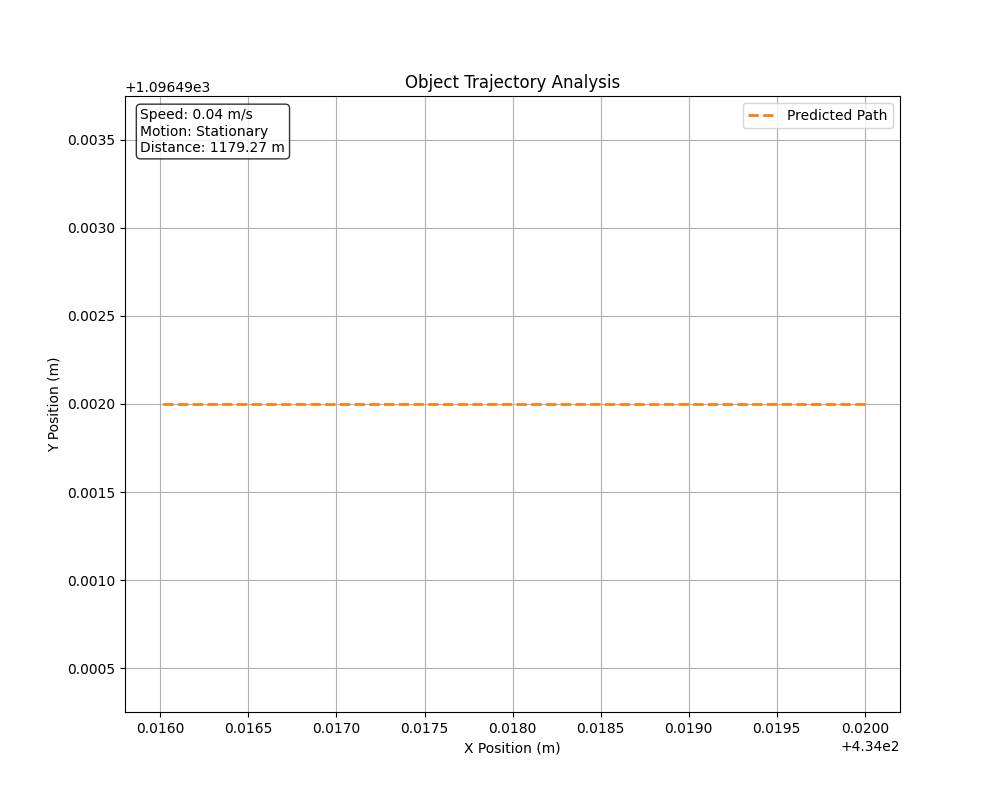 Object Trajectory Analysis
+1.09649e3
Speed: 0.04 m/s
Motion: Stationary
Distance: 1179.27 m
Predicted Path
0.0035
0.0030
0.0025
0.0020
0.0015
0.0010
0.0005
Y Position (m)
0.0160 0.0165 0.0170 0.0175 0.0180 0.0185 0.0190 0.0195 0.0200
X Position (m)
+4.34e2